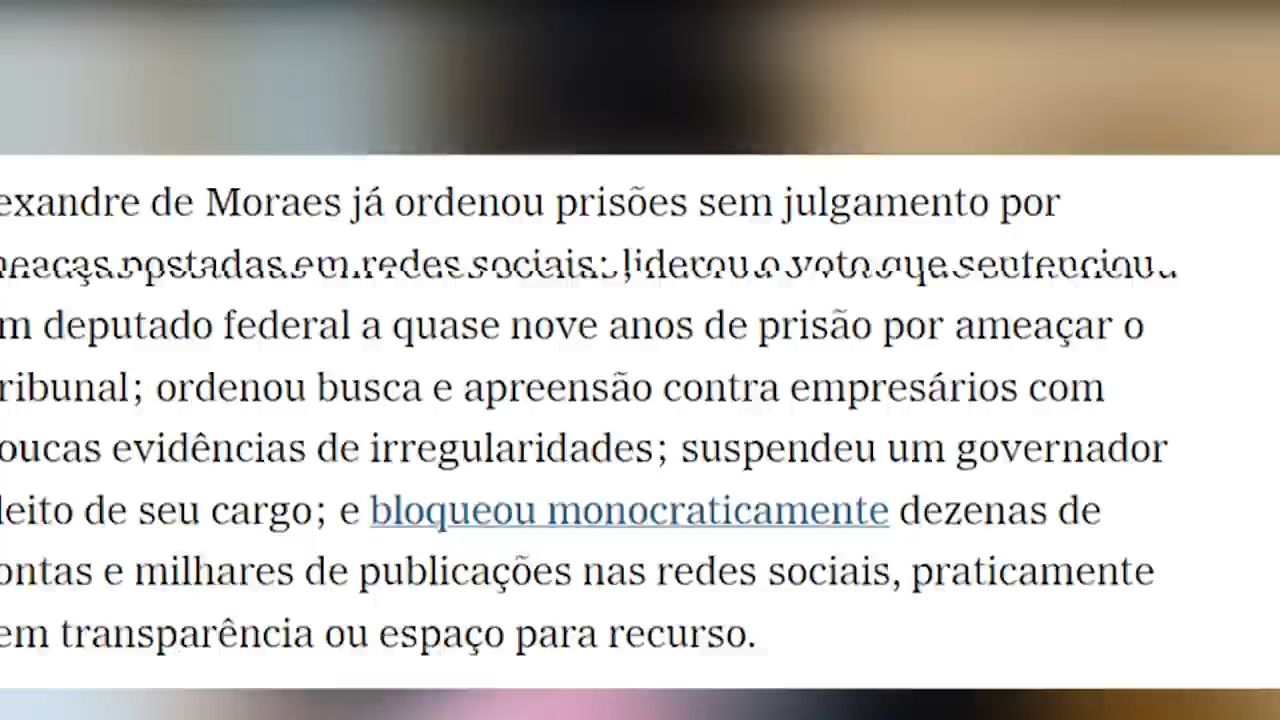 exandre de Moraes já ordenou prisões sem julgamento por
eaças postadas em redes sociais; liderou o voto que sentenciou
m deputado federal a quase nove anos de prisão por ameaçar o
ribunal; ordenou busca e apreensão contra empresários com
oucas evidências de irregularidades; suspendeu um governador
leito de seu cargo; e bloqueou monocraticamente dezenas de
ontas e milhares de publicações nas redes sociais, praticamente
em transparência ou espaço para recurso.